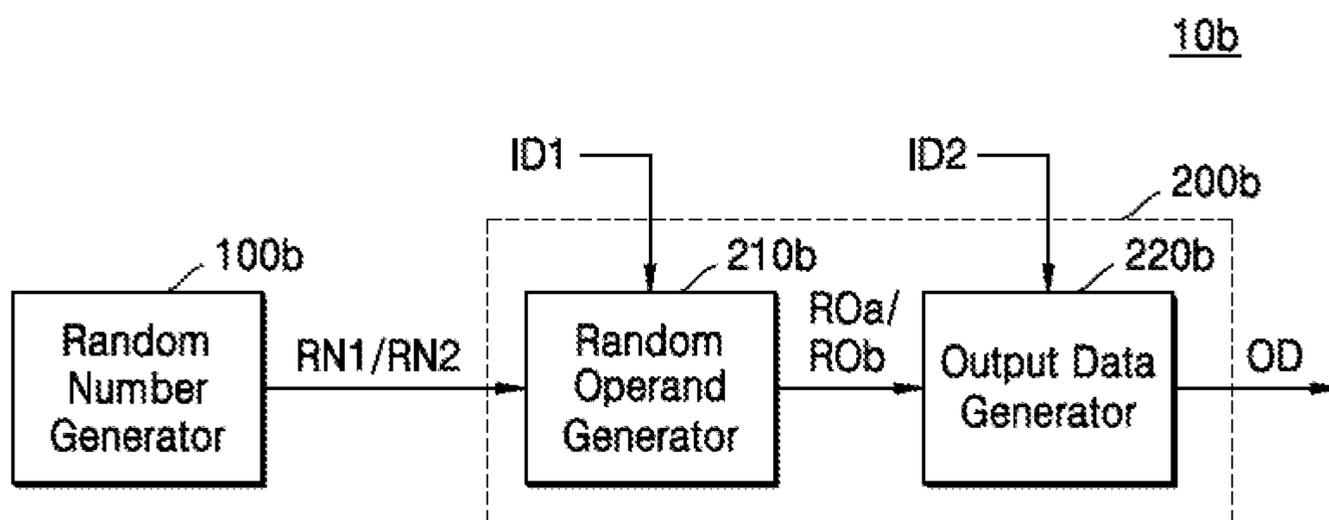 10b
ID1
ID2
200b
100b
210b
220b
Random
Number
Generator
RN1/RN2
Random
Operand
Generator
ROa/
ROb
Output Data
Generator
OD